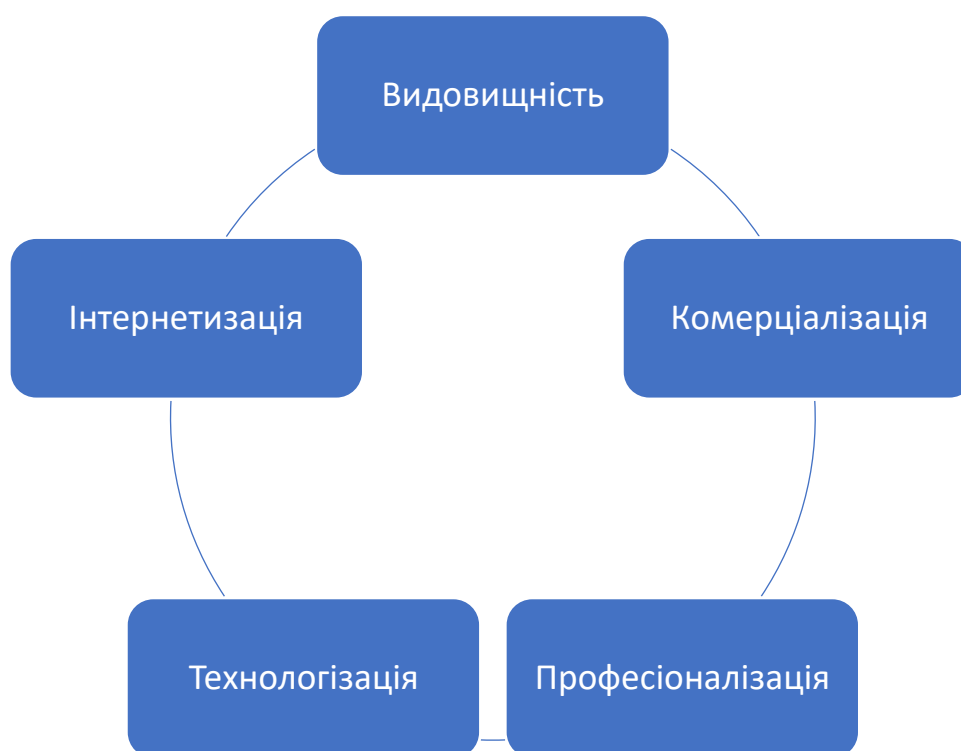 Видовищність
Інтернетизація
Комерціалізація
Технологізація
Професіоналізація